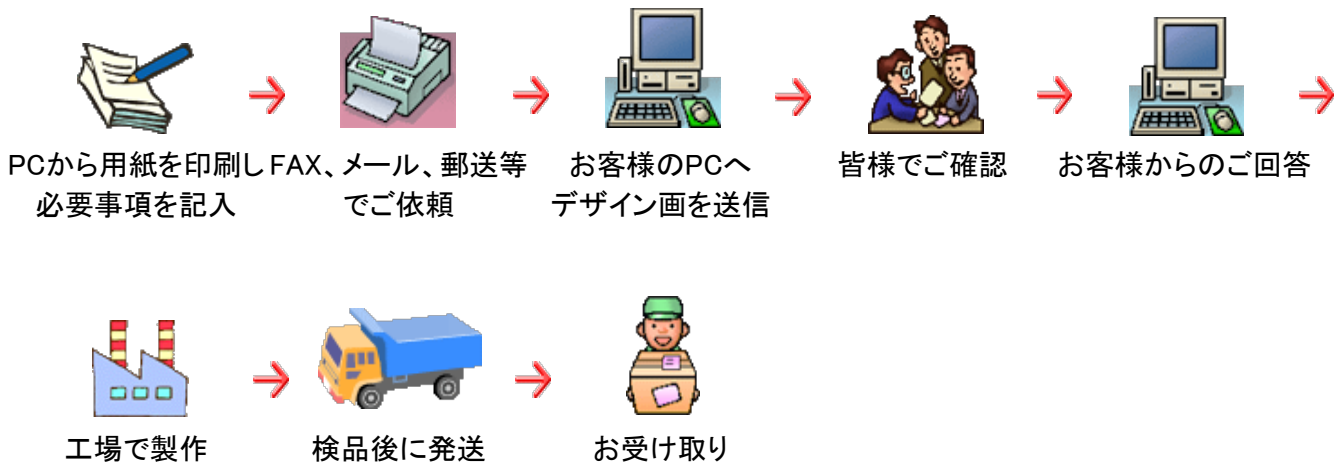 PCから用紙を印刷し
必要事項を記入
FAX、メール、郵送等
でご依頼
お客様のPCへ
デザイン画を送信
皆様でご確認
お客様からのご回答
工場で製作
検品後に発送
お受け取り